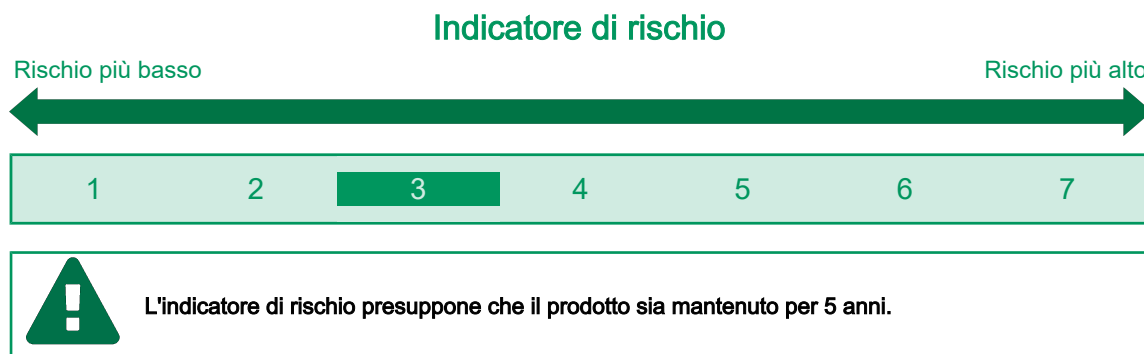 Indicatore di rischio
Rischio più basso Rischio più alto
1 2 3 4 5 6 7
L'indicatore di rischio presuppone che il prodotto sia mantenuto per 5 anni.